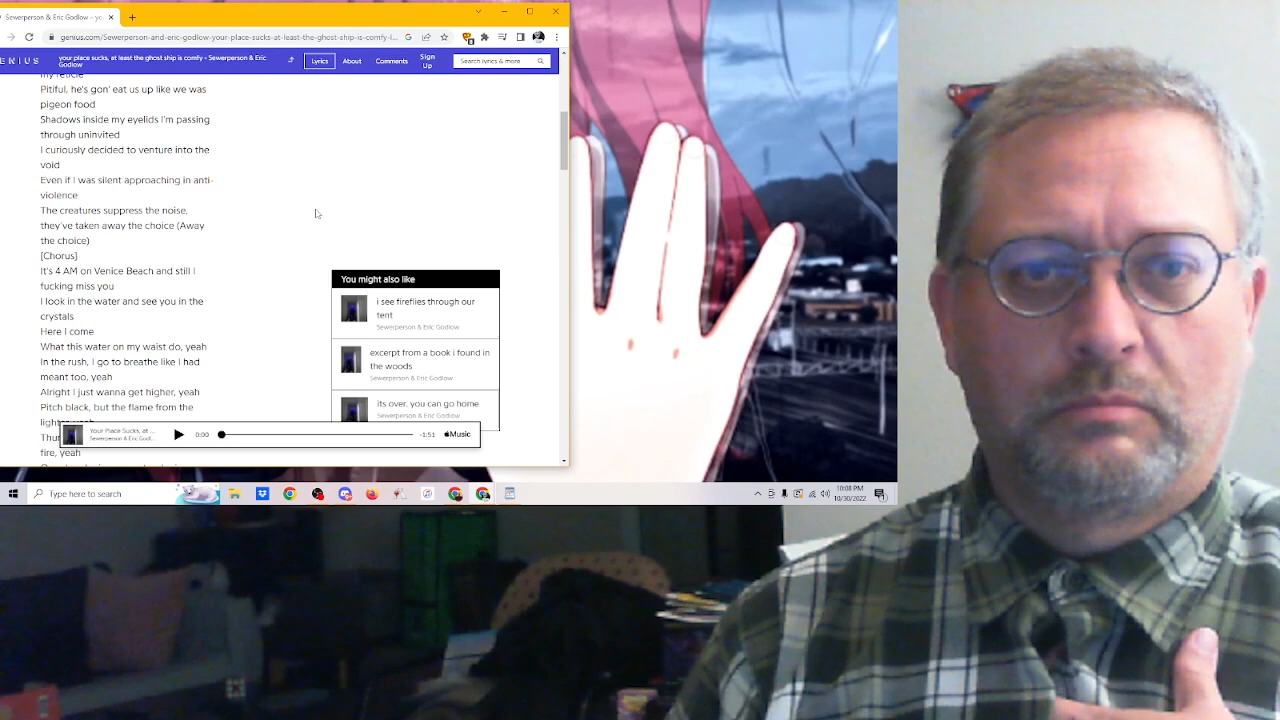 Sewerperson & Eric Godlow – yo
genius.com/Sewerperson-and-eric-godlow-your-place-sucks-at-least-the-ghost-ship-is-comfy-l...
ENIUS
your place sucks, at least the ghost ship is comfy - Sewerperson & Eric
Godlow
Lyrics
About
Comments
Sign
Up
Search lyrics & more
my reticle
Pitiful, he's gon' eat us up like we was
pigeon food
Shadows inside my eyelids I'm passing
through uninvited
I curiously decided to venture into the
void
Even if I was silent approaching in anti-
violence
The creatures suppress the noise,
they've taken away the choice (Away
the choice)
[Chorus]
It's 4 AM on Venice Beach and still I
fucking miss you
I look in the water and see you in the
crystals
Here I come
What this water on my waist do, yeah
In the rush, I go to breathe like I had
meant too, yeah
Alright I just wanna get higher, yeah
Pitch black, but the flame from the
fire, yeah
You might also like
i see fireflies through our
tent
Sewerperson & Eric Godlow
excerpt from a book i found in
the woods
Sewerperson & Eric Godlow
its over. you can go home
Sewerperson & Eric Godlow
Your Place Sucks, at ...
Sewerperson & Eric Godl...
0:00
-1:51
Music
Type here to search
10:08 PM
10/30/2022